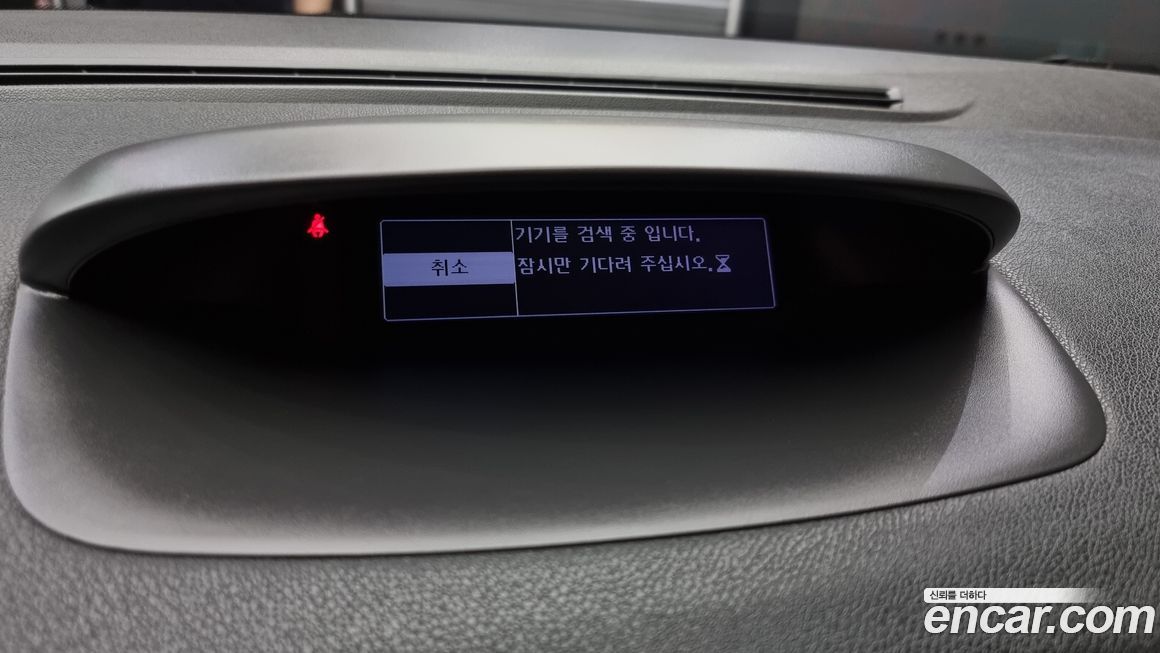 기기를 검색 중 입니다.
취소
잠시만 기다려 주십시오.
신뢰를 더하다
encar.com